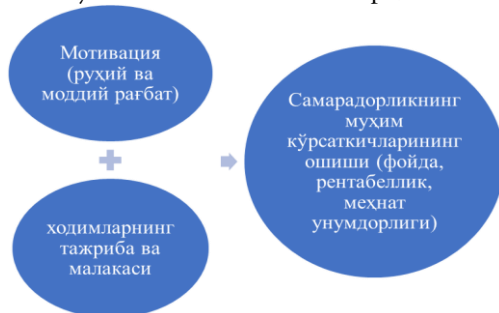 Мотивация
(руҳий ва
моддий рағбат)
ходимларнинг
тажриба ва
малакаси
Самарадорликнинг
муҳим
кўрсаткичларининг
ошиши (фойда,
рентабеллик,
меҳнат
унумдорлиги)